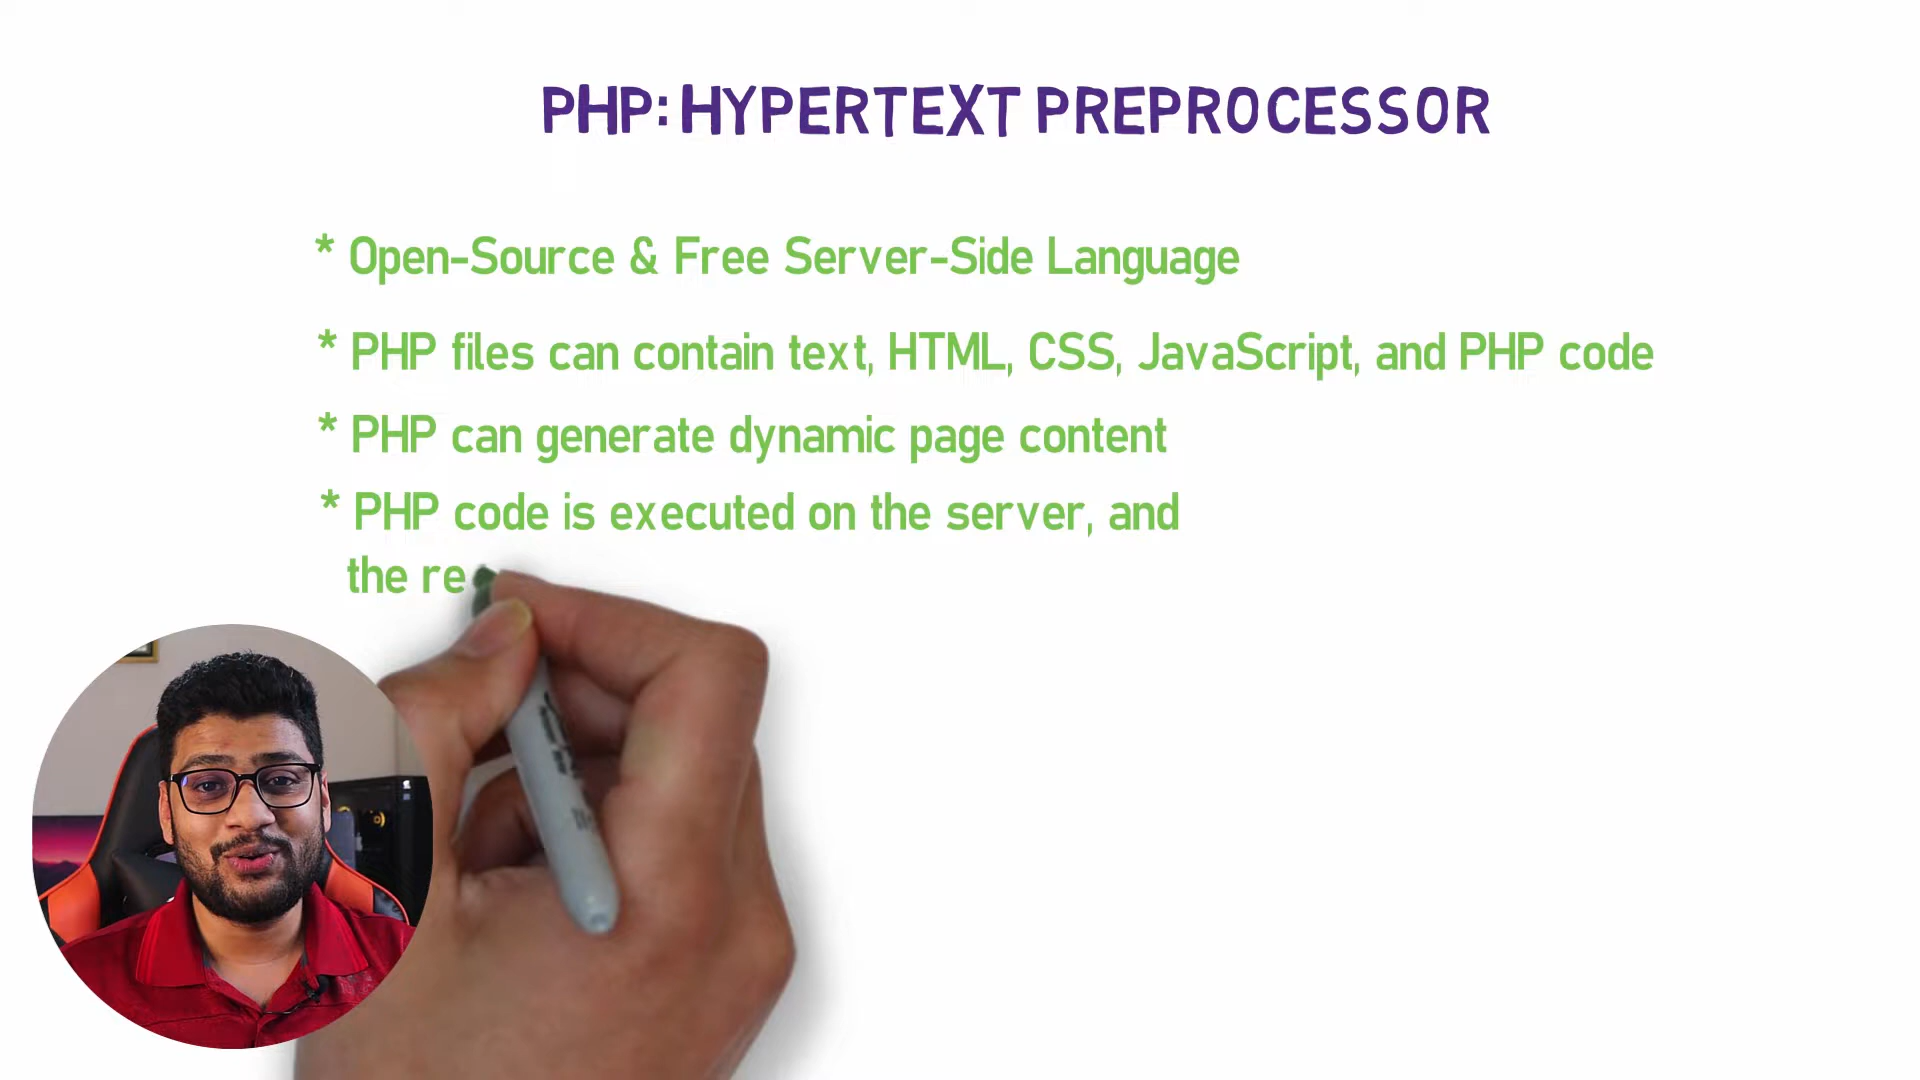 PHP: HYPERTEXT PREPROCESSOR
* Open-Source & Free Server-Side Language
* PHP files can contain text, HTML, CSS, JavaScript, and PHP code
* PHP can generate dynamic page content
* PHP code is executed on the server, and
the re